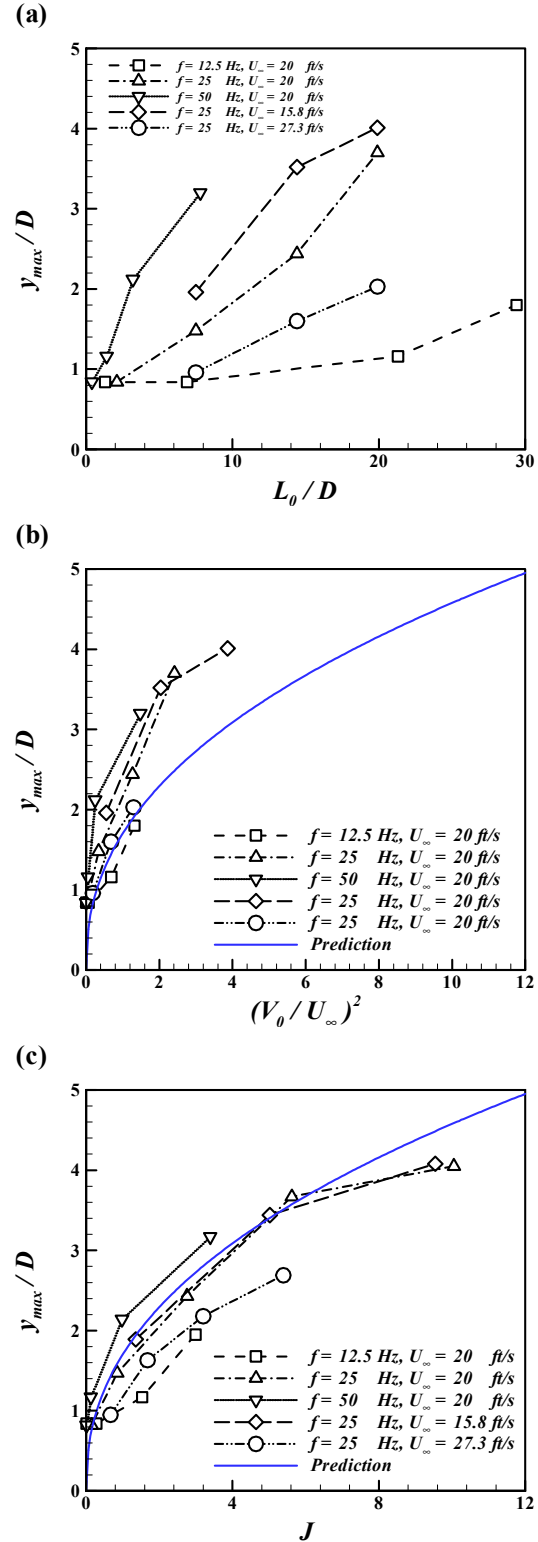 (a)
f = 12.5 Hz, U_∞ = 20 ft/s
f = 25 Hz, U_∞ = 20 ft/s
f = 50 Hz, U_∞ = 20 ft/s
f = 25 Hz, U_∞ = 15.8 ft/s
f = 25 Hz, U_∞ = 27.3 ft/s
y_max / D
5
4
3
2
1
0
0 10 20 30
L_0 / D
(b)
y_max / D
5
4
3
2
1
0
f = 12.5 Hz, U_∞ = 20 ft/s
f = 25 Hz, U_∞ = 20 ft/s
f = 50 Hz, U_∞ = 20 ft/s
f = 25 Hz, U_∞ = 20 ft/s
f = 25 Hz, U_∞ = 20 ft/s
Prediction
0 2 4 6 8 10 12
(V_0 / U_∞)^2
(c)
y_max / D
5
4
3
2
1
0
f = 12.5 Hz, U_∞ = 20 ft/s
f = 25 Hz, U_∞ = 20 ft/s
f = 50 Hz, U_∞ = 20 ft/s
f = 25 Hz, U_∞ = 15.8 ft/s
f = 25 Hz, U_∞ = 27.3 ft/s
Prediction
0 4 8 12
J